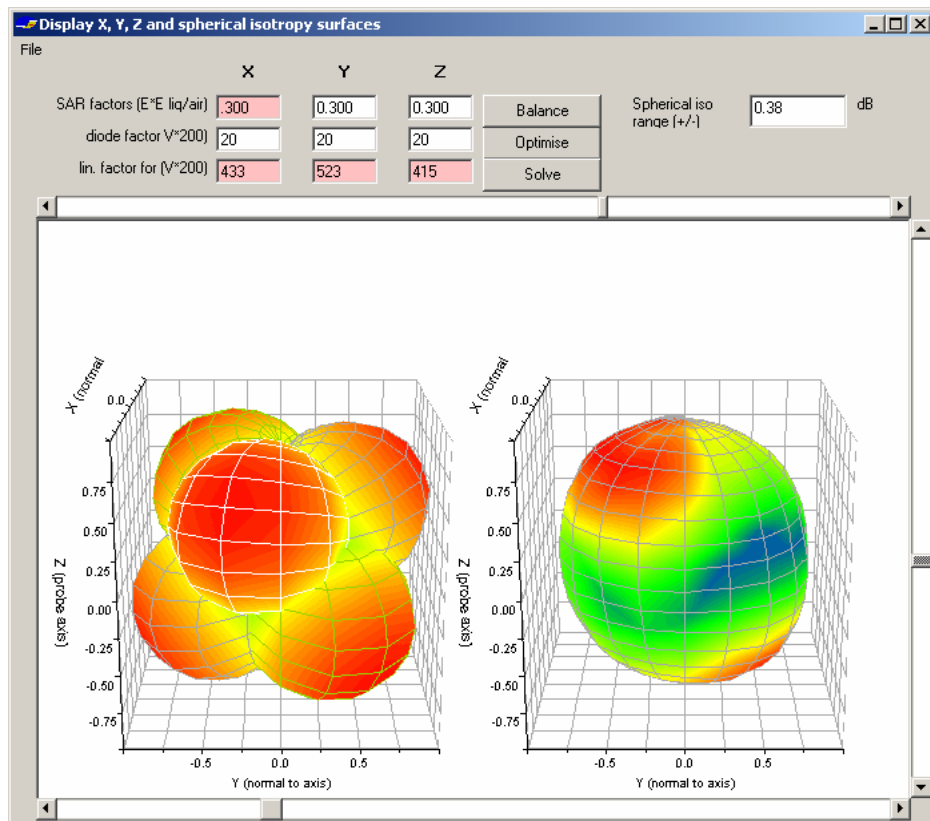 Display X, Y, Z and spherical isotropy surfaces
File
X Y Z
SAR factors (E*E liq/air) .300 0.300 0.300 Balance Spherical iso range (+/-) 0.38 dB
diode factor V*200) 20 20 20 Optimise
lin. factor for (V*200) 433 523 415 Solve
X (normal
0.0
0.75
0.50
0.25
0.00
-0.25
-0.50
-0.75
Z (probe axis)
-0.5 0.0 0.5
Y (normal to axis)
X (normal
0.0
0.75
0.50
0.25
0.00
-0.25
-0.50
-0.75
Z (probe axis)
-0.5 0.0 0.5
Y (normal to axis)